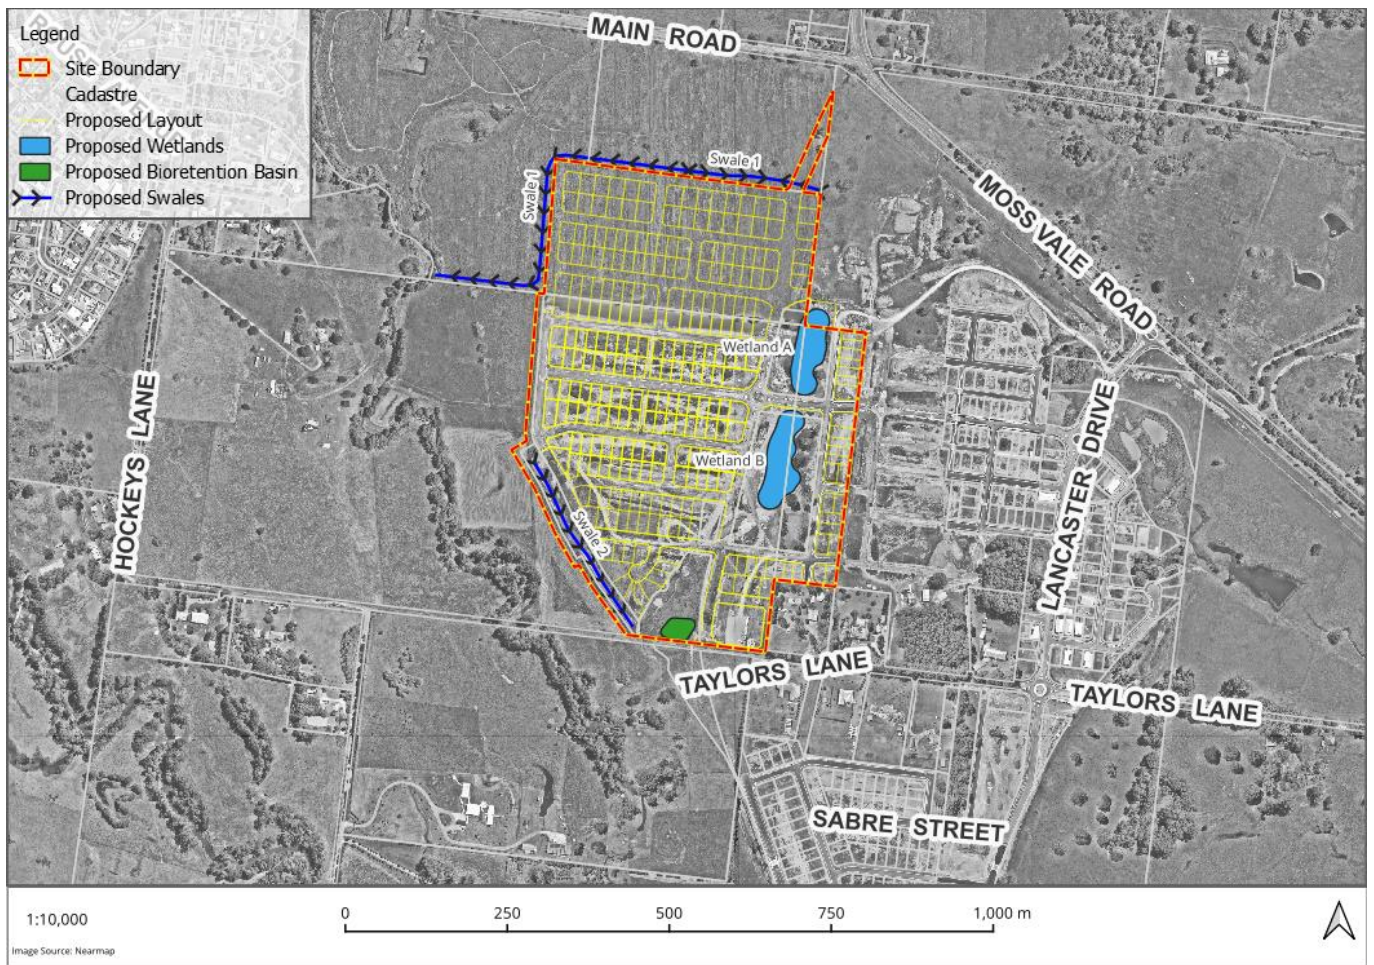 Legend
Site Boundary
Cadastre
Proposed Layout
Proposed Wetlands
Proposed Bioretention Basin
Proposed Swales
MAIN ROAD
Swale 1
Swale 1
MOSS VALE ROAD
Wetland A
Wetland B
HOCKEYS LANE
LANCASTER DRIVE
Swale 2
TAYLORS LANE
TAYLORS LANE
SABRE STREET
1:10,000
0 250 500 750 1,000 m
Image Source: Nearmap